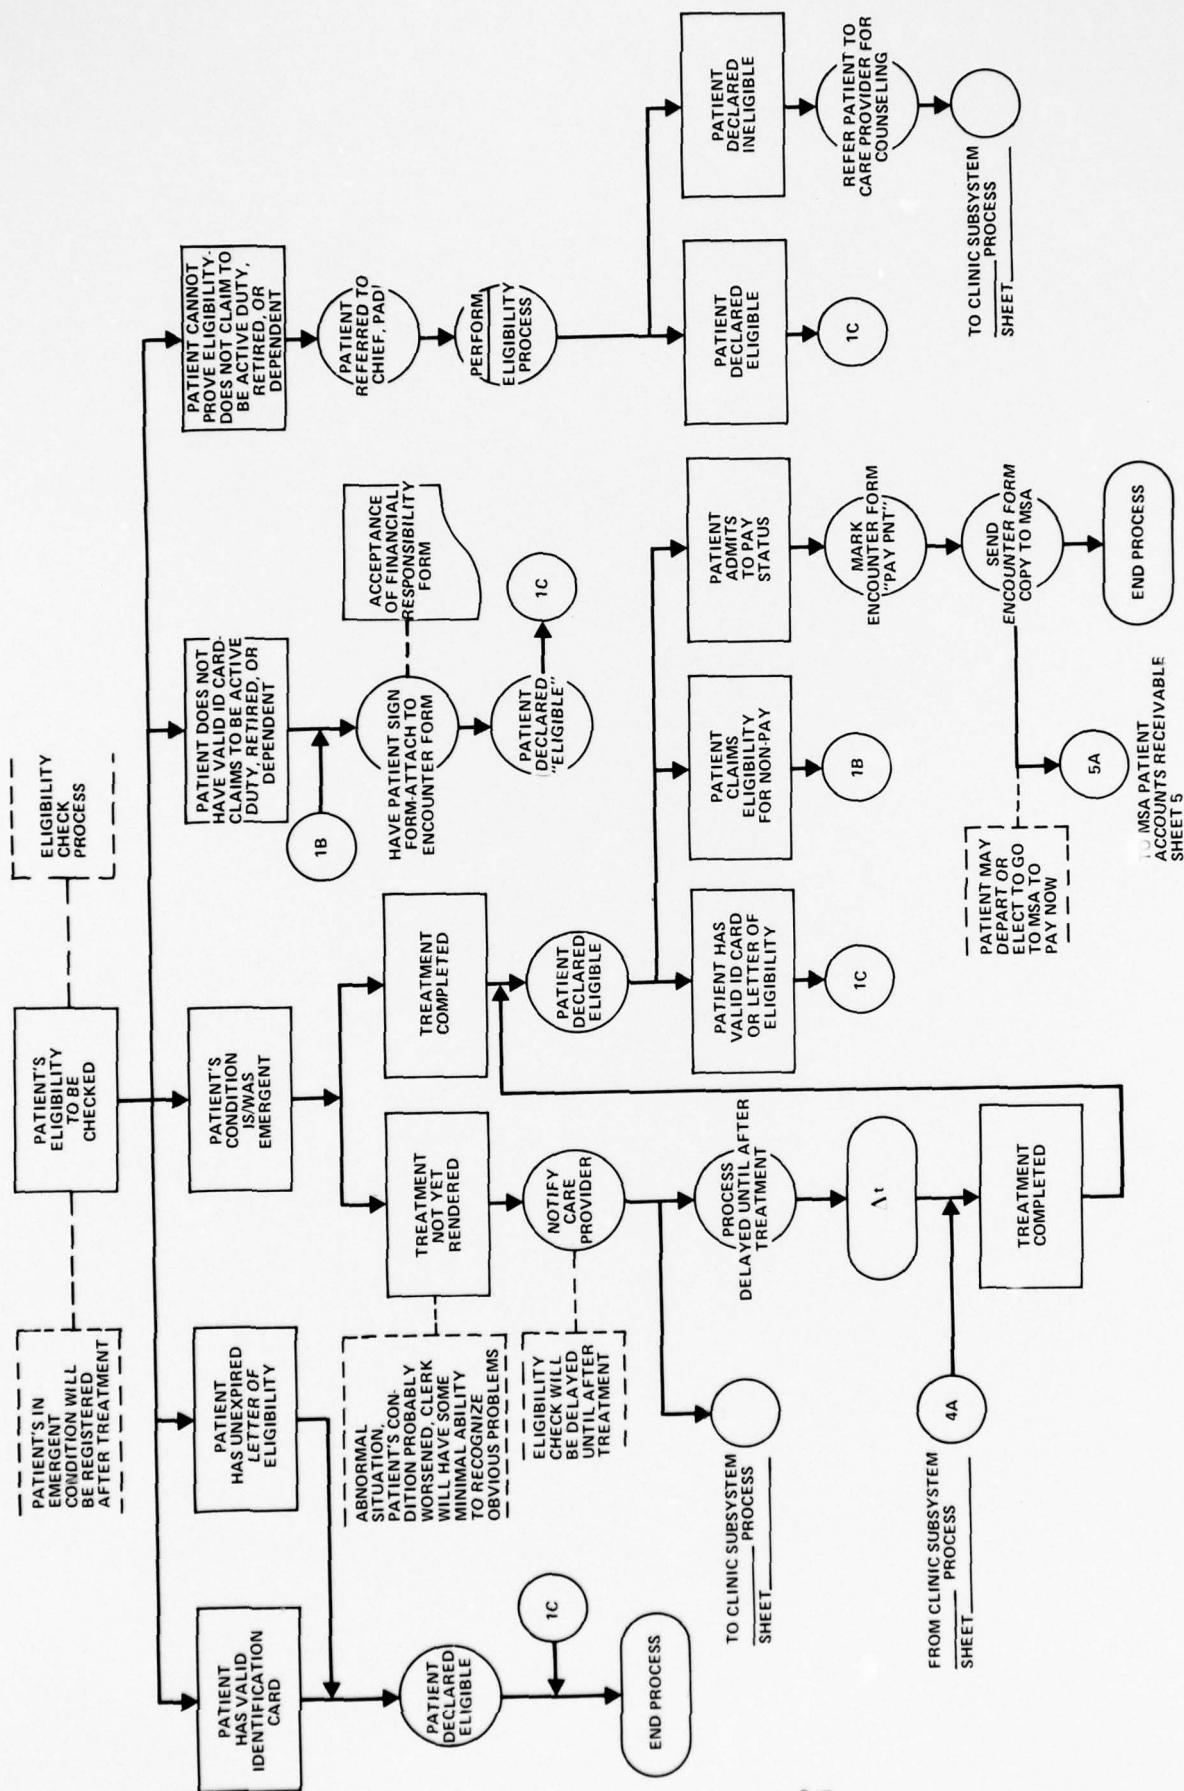 PATIENT'S IN
EMERGENT
CONDITION WILL
BE REGISTERED
AFTER TREATMENT
PATIENT'S
ELIGIBILITY
TO BE
CHECKED
ELIGIBILITY
CHECK
PROCESS
PATIENT
HAS VALID
IDENTIFICATION
CARD
PATIENT
HAS UNEXPIRED
LETTER OF
ELIGIBILITY
PATIENT'S
CONDITION
IS/WAS
EMERGENT
PATIENT DOES NOT
HAVE VALID ID CARD-
CLAIMS TO BE ACTIVE
DUTY, RETIRED, OR
DEPENDENT
PATIENT CANNOT
PROVE ELIGIBILITY-
DOES NOT CLAIM TO
BE ACTIVE DUTY,
RETIRED, OR
DEPENDENT
PATIENT
DECLARED
ELIGIBLE
1C
END PROCESS
ABNORMAL
SITUATION,
PATIENT'S CON-
DITION PROBABLY
WORSENED, CLERK
WILL HAVE SOME
MINIMAL ABILITY
TO RECOGNIZE
OBVIOUS PROBLEMS
TREATMENT
NOT YET
RENDERED
TREATMENT
COMPLETED
1B
HAVE PATIENT SIGN
FORM-ATTACH TO
ENCOUNTER FORM
ACCEPTANCE
OF FINANCIAL
RESPONSIBILITY
FORM
PATIENT
DECLARED
"ELIGIBLE"
1C
PATIENT
REFERRED TO
CHIEF, PAD
PERFORM
ELIGIBILITY
PROCESS
ELIGIBILITY
CHECK WILL
BE DELAYED
UNTIL AFTER
TREATMENT
NOTIFY
CARE
PROVIDER
PATIENT
DECLARED
ELIGIBLE
TO CLINIC SUBSYSTEM
_____ PROCESS
SHEET_____
PROCESS
DELAYED UNTIL AFTER
TREATMENT
PATIENT HAS
VALID ID CARD
OR LETTER OF
ELIGIBILITY
1C
PATIENT
CLAIMS
ELIGIBILITY
FOR NON-PAY
1B
PATIENT
ADMITS
TO PAY
STATUS
PATIENT
DECLARED
ELIGIBLE
1C
PATIENT
DECLARED
INELIGIBLE
Δt
MARK
ENCOUNTER FORM
"PAY PNT"
REFER PATIENT TO
CARE PROVIDER FOR
COUNSELING
FROM CLINIC SUBSYSTEM
_____ PROCESS
SHEET_____
4A
TREATMENT
COMPLETED
PATIENT MAY
DEPART OR
ELECT TO GO
TO MSA TO
PAY NOW
SEND
ENCOUNTER FORM
COPY TO MSA
5A
TO MSA PATIENT
ACCOUNTS RECEIVABLE
SHEET 5
END PROCESS
TO CLINIC SUBSYSTEM
_____ PROCESS
SHEET_____